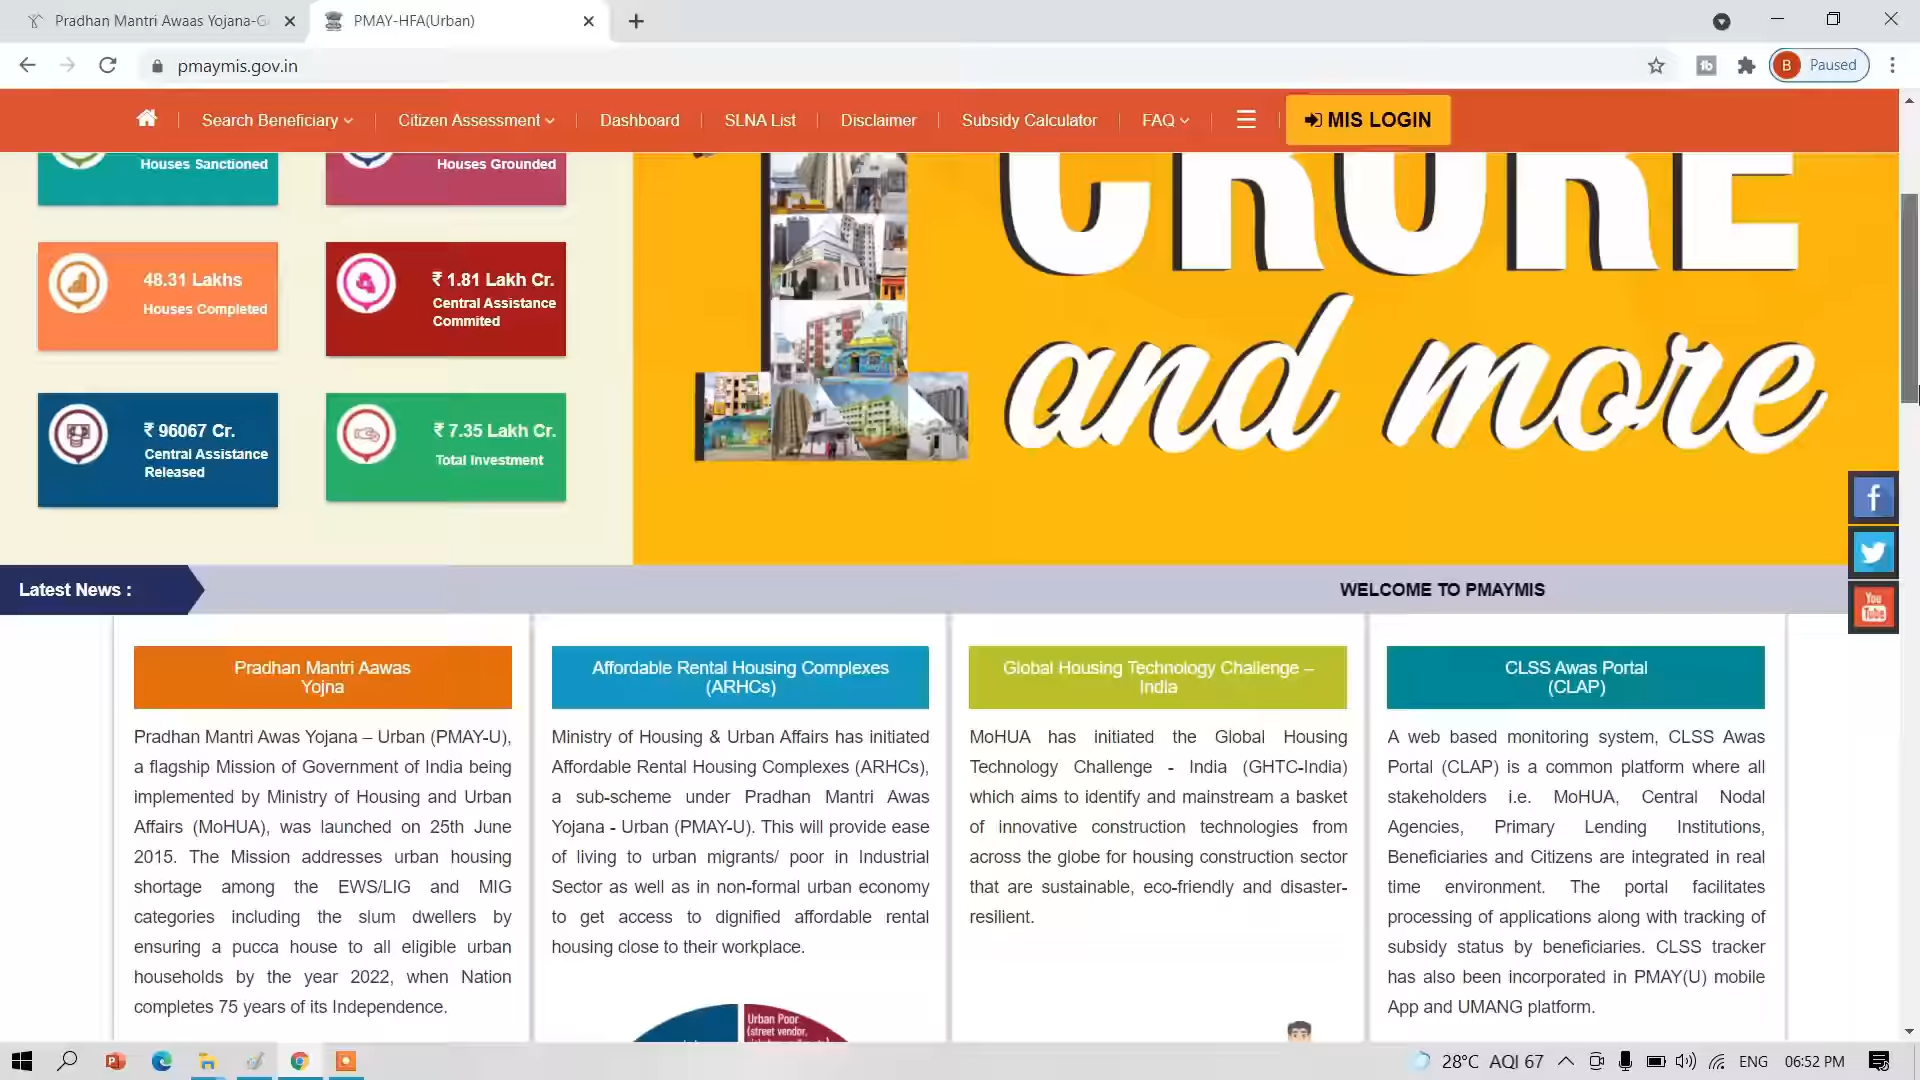 Pradhan Mantri Awaas Yojana-G
PMAY-HFA(Urban)
pmaymis.gov.in
B Paused
Search Beneficiary
Citizen Assessment
Dashboard
SLNA List
Disclaimer
Subsidy Calculator
FAQ
MIS LOGIN
Houses Sanctioned
Houses Grounded
48.31 Lakhs
Houses Completed
₹ 1.81 Lakh Cr.
Central Assistance
Commited
₹ 96067 Cr.
Central Assistance
Released
₹ 7.35 Lakh Cr.
Total Investment
CRORE
and more
Latest News :
WELCOME TO PMAYMIS
You
Tube
Pradhan Mantri Aawas
Yojna
Pradhan Mantri Awas Yojana – Urban (PMAY-U),
a flagship Mission of Government of India being
implemented by Ministry of Housing and Urban
Affairs (MoHUA), was launched on 25th June
2015. The Mission addresses urban housing
shortage among the EWS/LIG and MIG
categories including the slum dwellers by
ensuring a pucca house to all eligible urban
households by the year 2022, when Nation
completes 75 years of its Independence.
Affordable Rental Housing Complexes
(ARHCs)
Ministry of Housing & Urban Affairs has initiated
Affordable Rental Housing Complexes (ARHCs),
a sub-scheme under Pradhan Mantri Awas
Yojana - Urban (PMAY-U). This will provide ease
of living to urban migrants/ poor in Industrial
Sector as well as in non-formal urban economy
to get access to dignified affordable rental
housing close to their workplace.
Urban Poor
(street vendor,
Global Housing Technology Challenge –
India
MoHUA has initiated the Global Housing
Technology Challenge - India (GHTC-India)
which aims to identify and mainstream a basket
of innovative construction technologies from
across the globe for housing construction sector
that are sustainable, eco-friendly and disaster-
resilient.
CLSS Awas Portal
(CLAP)
A web based monitoring system, CLSS Awas
Portal (CLAP) is a common platform where all
stakeholders i.e. MoHUA, Central Nodal
Agencies, Primary Lending Institutions,
Beneficiaries and Citizens are integrated in real
time environment. The portal facilitates
processing of applications along with tracking of
subsidy status by beneficiaries. CLSS tracker
has also been incorporated in PMAY(U) mobile
App and UMANG platform.
28°C AQI 67
ENG
06:52 PM